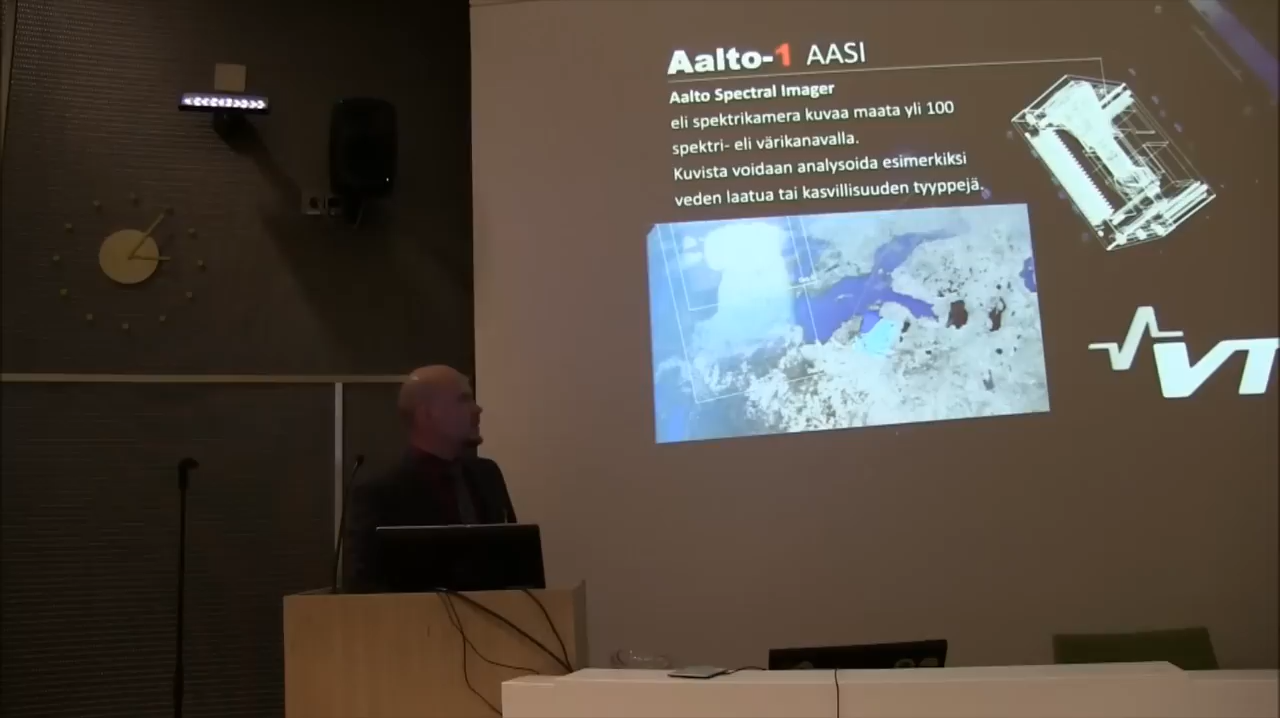 Aalto-1 AASI
Aalto Spectral Imager
eli spektrikamera kuvaa maata yli 100
spektri- eli värikanavalla.
Kuvista voidaan analysoida esimerkiksi
veden laatua tai kasvillisuuden tyyppejä.
VT